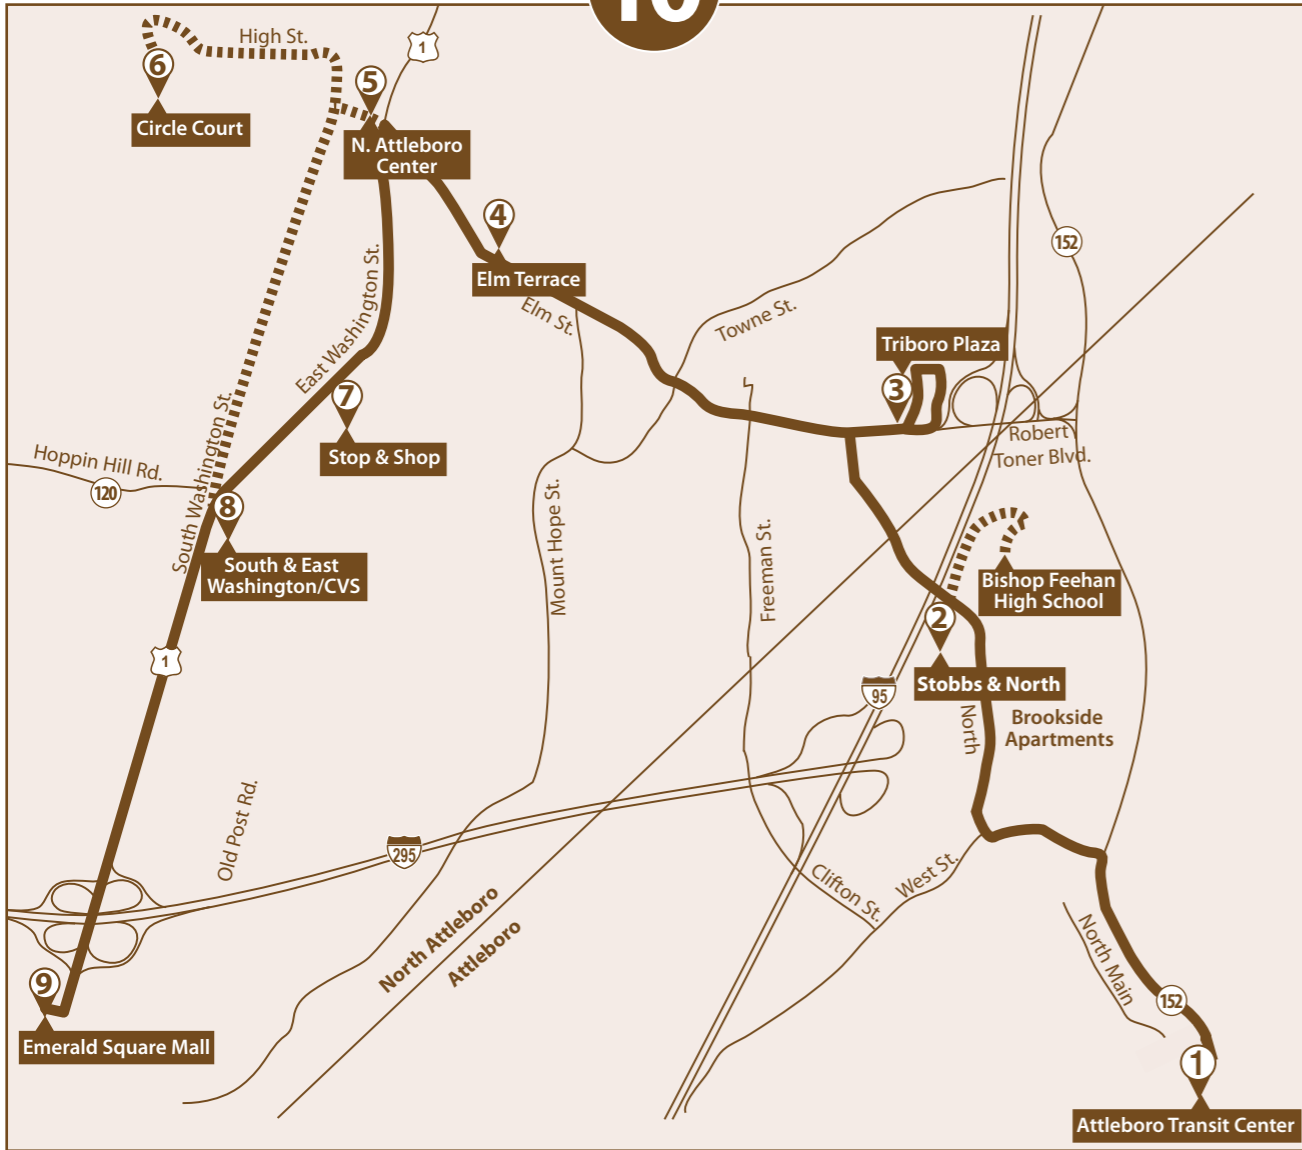 10
High St.
1
6
5
Circle Court
N. Attleboro
Center
4
152
Elm Terrace
East Washington St.
Elm St.
Towne St.
Triboro Plaza
3
7
Stop & Shop
Robert
Toner Blvd.
Hoppin Hill Rd.
120
South Washington St.
8
South & East
Washington/CVS
Mount Hope St.
Freeman St.
Bishop Feehan
High School
2
Stobbs & North
1
95
North
Brookside
Apartments
Old Post Rd.
295
Clifton St.
West St.
North Attleboro
Attleboro
North Main
152
9
Emerald Square Mall
1
Attleboro Transit Center